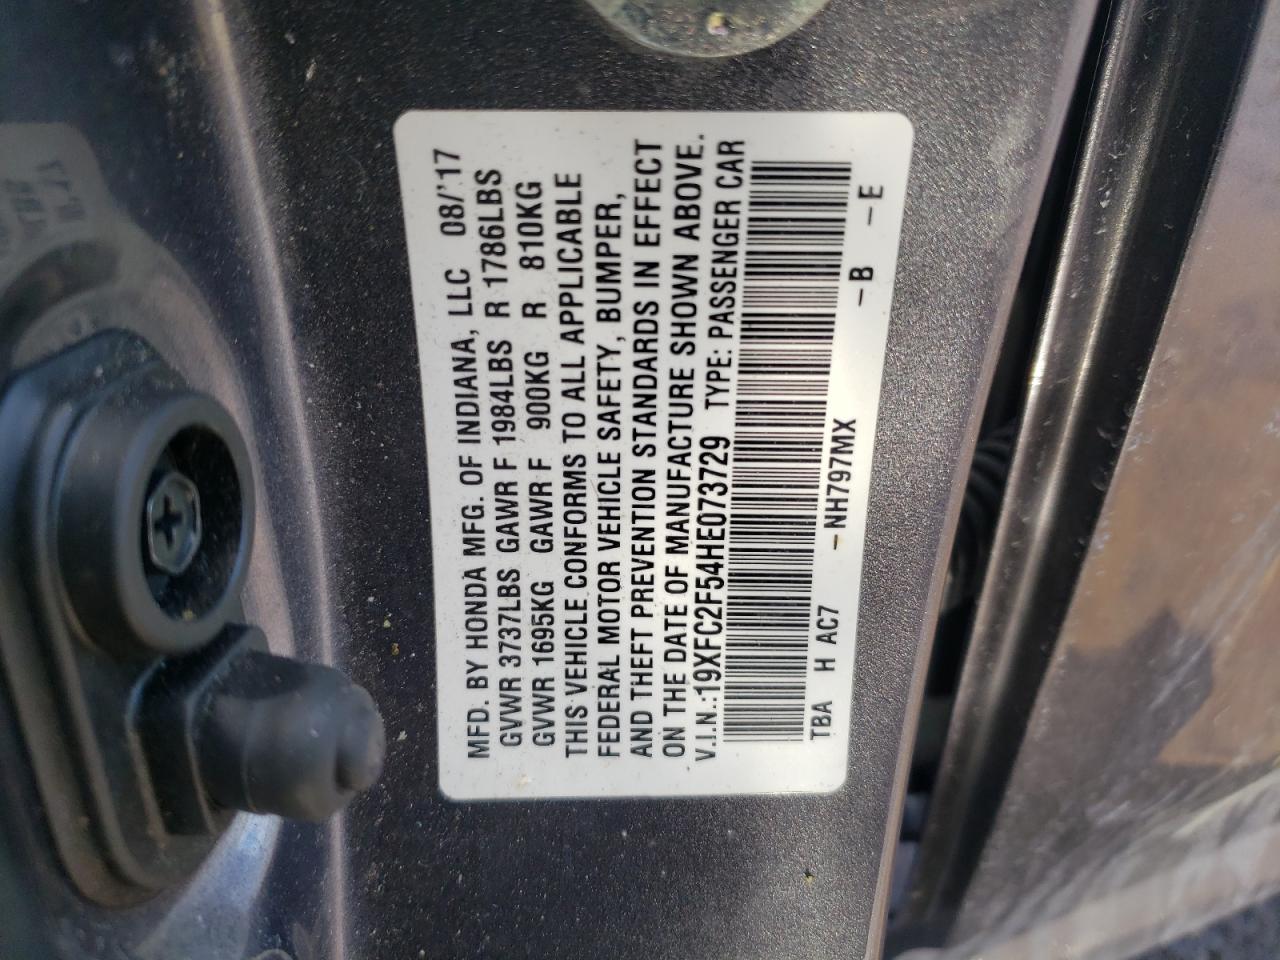 MFD. BY HONDA MFG. OF INDIANA, LLC 08/'17
GVWR 3737LBS GAWR F 1984LBS R 1786LBS
GVWR 1695KG GAWR F 900KG R 810KG
THIS VEHICLE CONFORMS TO ALL APPLICABLE
FEDERAL MOTOR VEHICLE SAFETY, BUMPER,
AND THEFT PREVENTION STANDARDS IN EFFECT
ON THE DATE OF MANUFACTURE SHOWN ABOVE.
V.I.N.:19XFC2F54HE073729 TYPE: PASSENGER CAR
TBA H AC7 –NH797MX –B –E